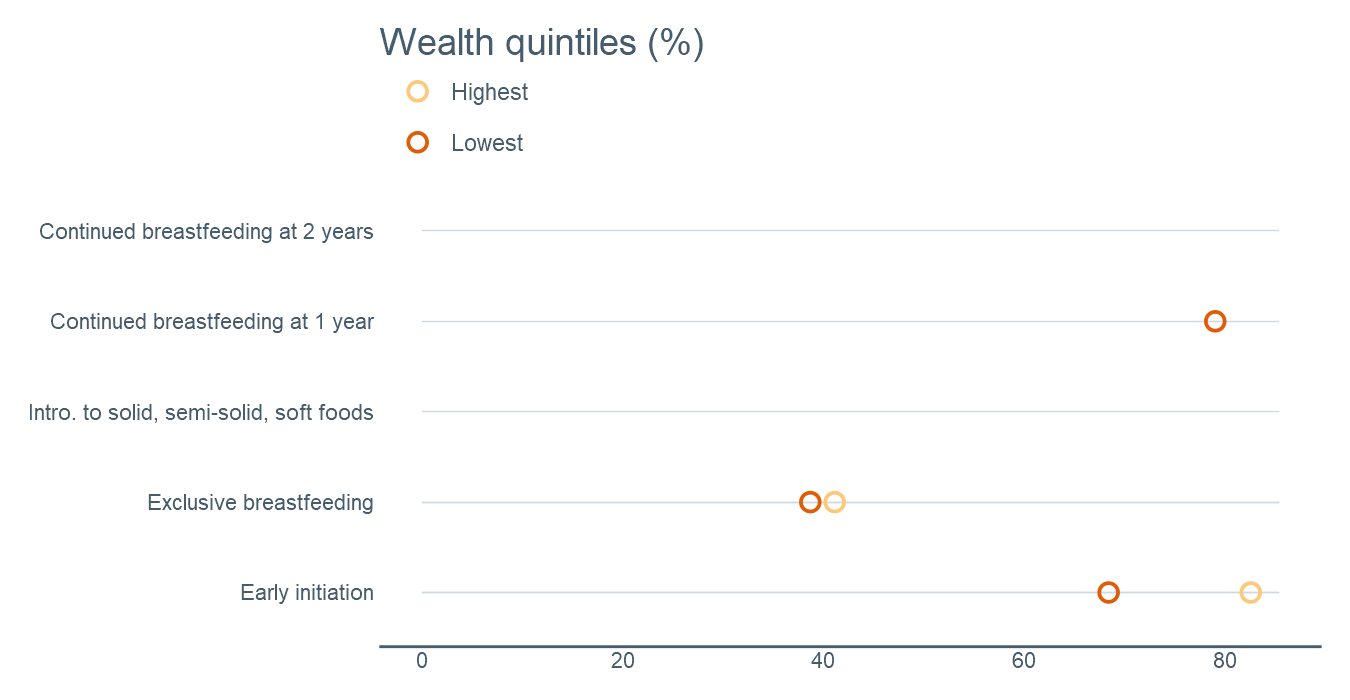 Wealth quintiles (%)
Highest
Lowest
Continued breastfeeding at 2 years
Continued breastfeeding at 1 year
Intro. to solid, semi-solid, soft foods
Exclusive breastfeeding
Early initiation
0 20 40 60 80